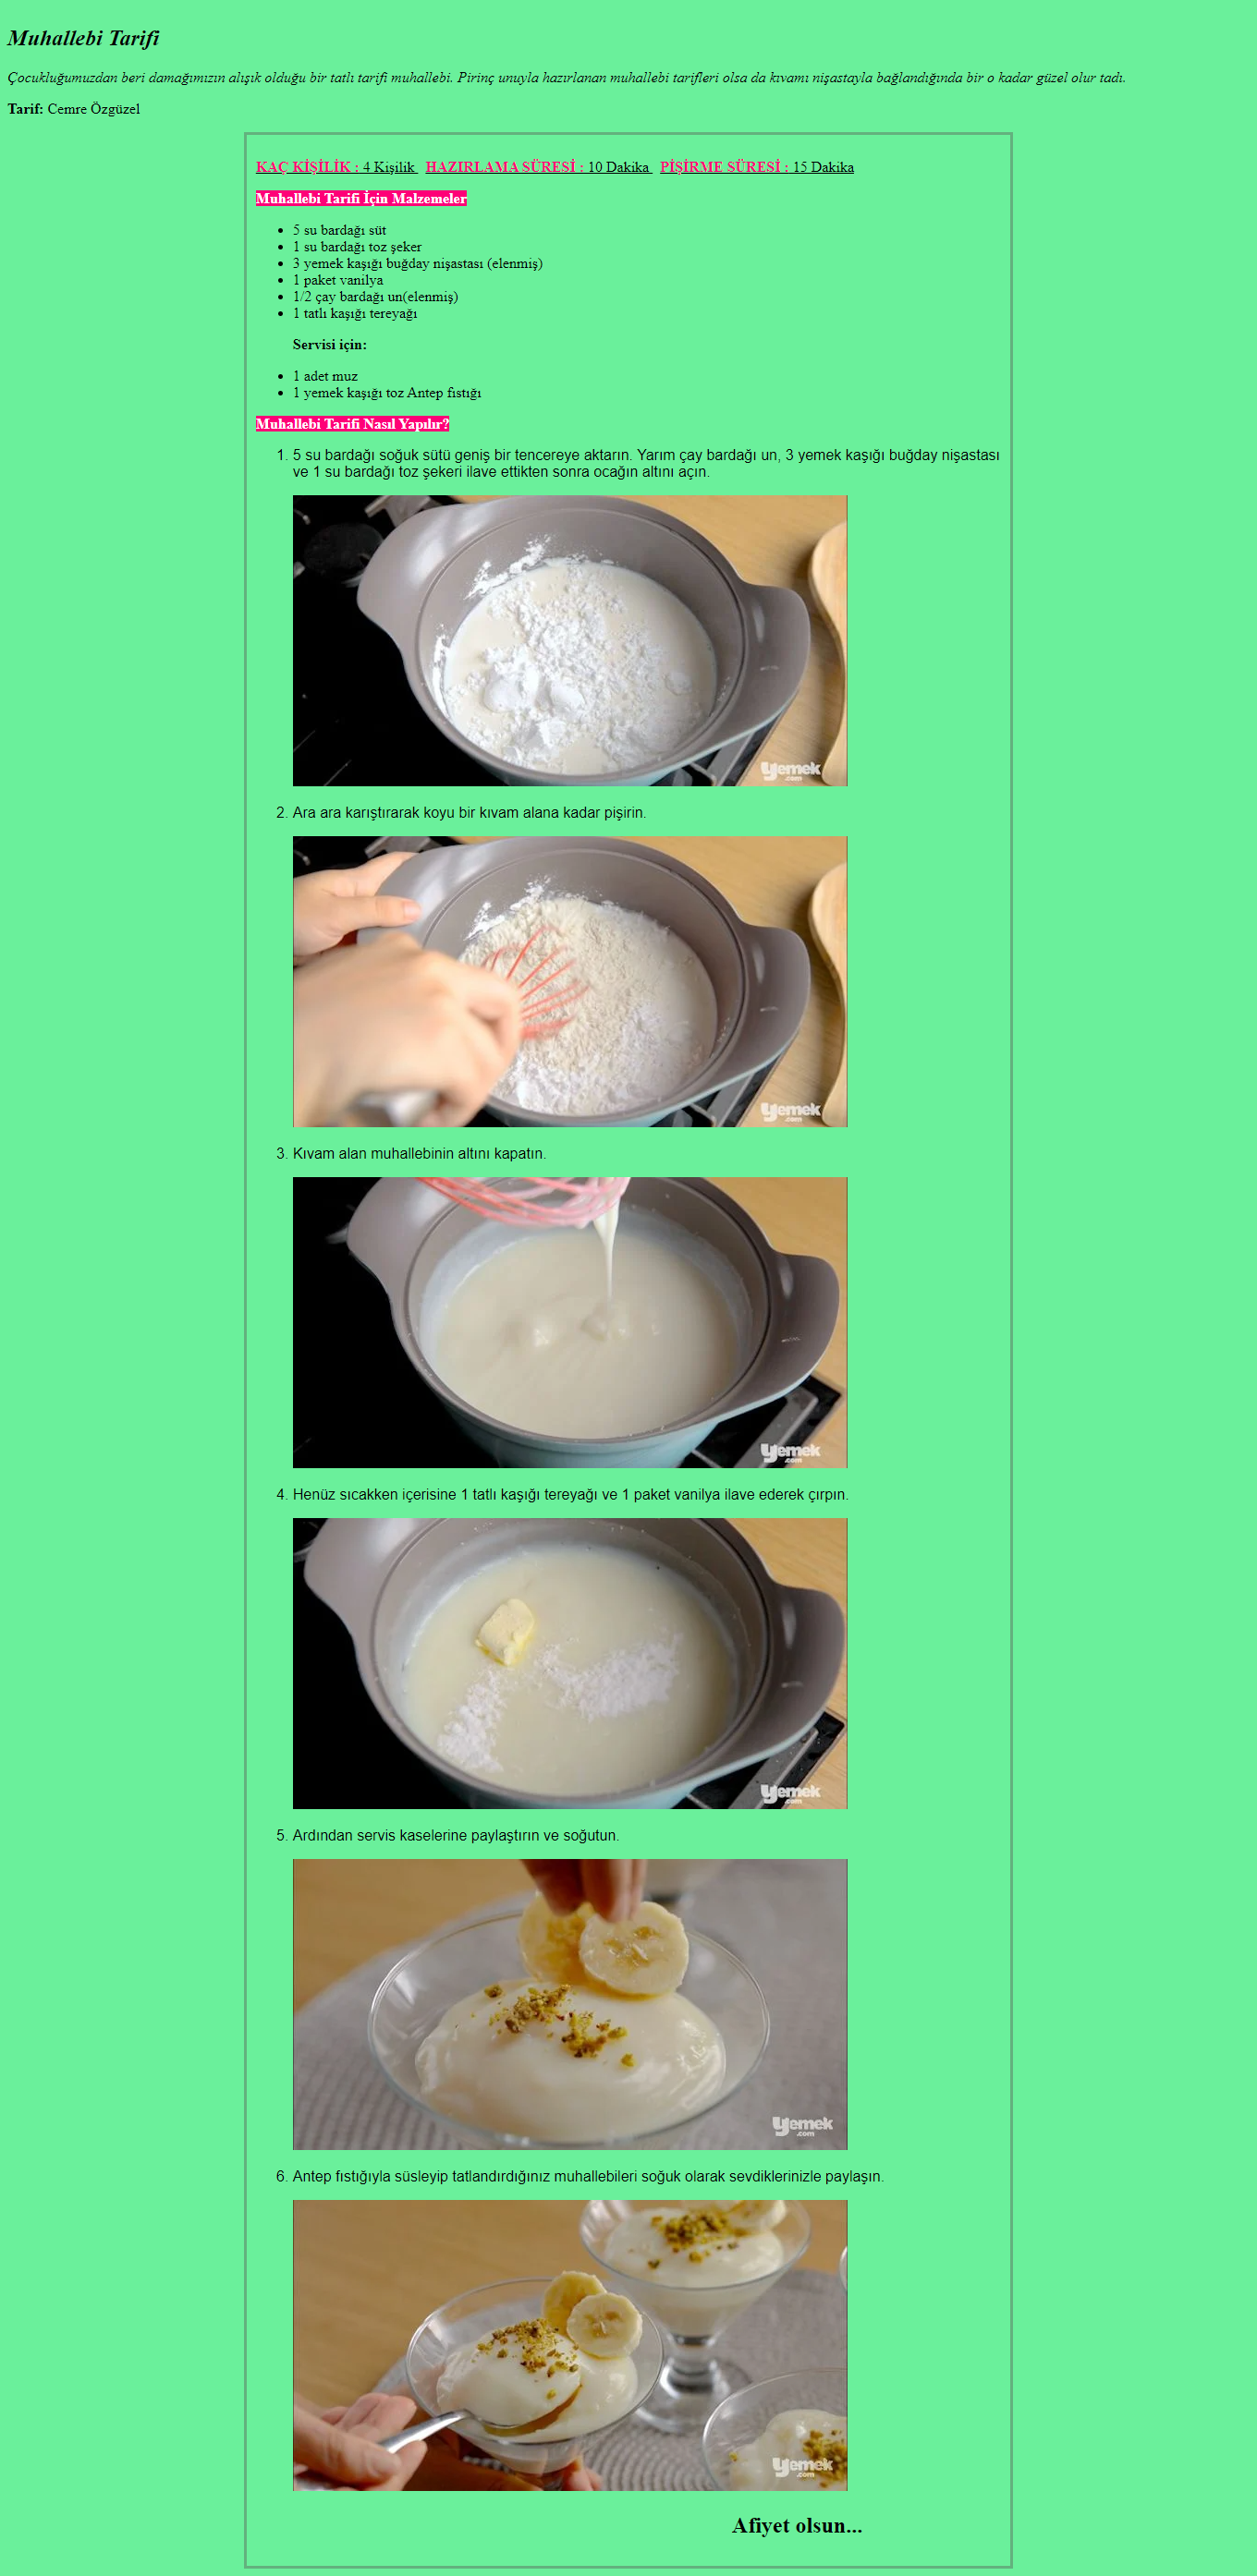 Muhallebi Tarifi
Çocukluğumuzdan beri damağımızın alışık olduğu bir tatlı tarifi muhallebi. Pirinç unuyla hazırlanan muhallebi tarifleri olsa da kıvamı nişastayla bağlandığında bir o kadar güzel olur tadı.
Tarif: Cemre Özgüzel
KAÇ KİŞİLİK : 4 Kişilik HAZIRLAMA SÜRESİ : 10 Dakika PİŞİRME SÜRESİ : 15 Dakika
Muhallebi Tarifi İçin Malzemeler
• 5 su bardağı süt
• 1 su bardağı toz şeker
• 3 yemek kaşığı buğday nişastası (elenmiş)
• 1 paket vanilya
• 1/2 çay bardağı un(elenmiş)
• 1 tatlı kaşığı tereyağı
Servisi için:
• 1 adet muz
• 1 yemek kaşığı toz Antep fıstığı
Muhallebi Tarifi Nasıl Yapılır?
1. 5 su bardağı soğuk sütü geniş bir tencereye aktarın. Yarım çay bardağı un, 3 yemek kaşığı buğday nişastası
ve 1 su bardağı toz şekeri ilave ettikten sonra ocağın altını açın.
yemek
.com
2. Ara ara karıştırarak koyu bir kıvam alana kadar pişirin.
yemek
.com
3. Kıvam alan muhallebinin altını kapatın.
yemek
.com
4. Henüz sıcakken içerisine 1 tatlı kaşığı tereyağı ve 1 paket vanilya ilave ederek çırpın.
yemek
.com
5. Ardından servis kaselerine paylaştırın ve soğutun.
yemek
.com
6. Antep fıstığıyla süsleyip tatlandırdığınız muhallebileri soğuk olarak sevdiklerinizle paylaşın.
yemek
.com
Afiyet olsun...